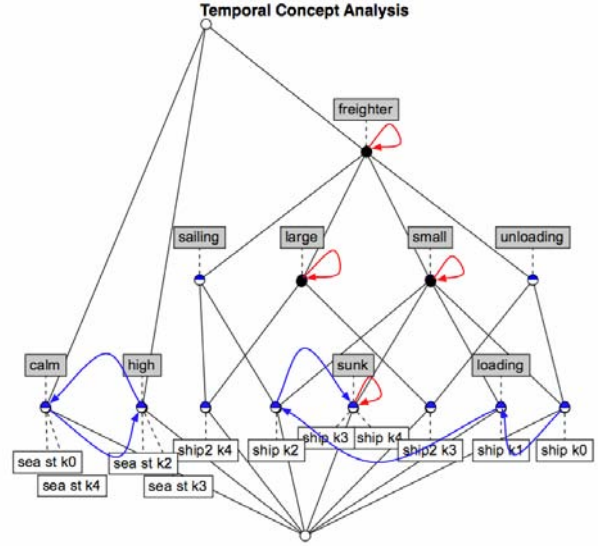 Temporal Concept Analysis
freighter
sailing
large
small
unloading
calm
high
sunk
loading
ship k3
ship k4
ship2 k4
ship k2
ship2 k3
ship k1
ship k0
sea st k0
sea st k2
sea st k4
sea st k3